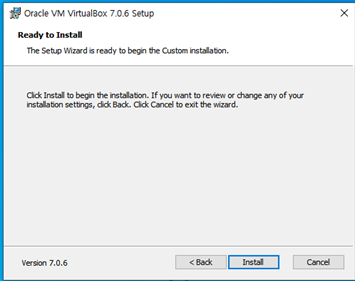 Oracle VM VirtualBox 7.0.6 Setup
Ready to Install
The Setup Wizard is ready to begin the Custom installation.
Click Install to begin the installation. If you want to review or change any of your
installation settings, click Back. Click Cancel to exit the wizard.
Version 7.0.6
< Back
Install
Cancel